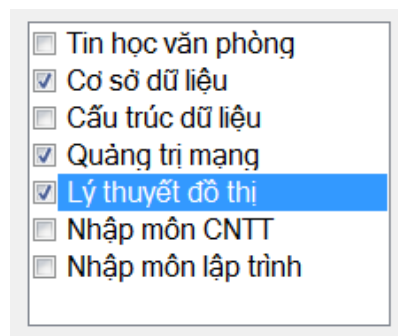 Tin học văn phòng
Cơ sở dữ liệu
Cấu trúc dữ liệu
Quảng trị mạng
Lý thuyết đồ thị
Nhập môn CNTT
Nhập môn lập trình